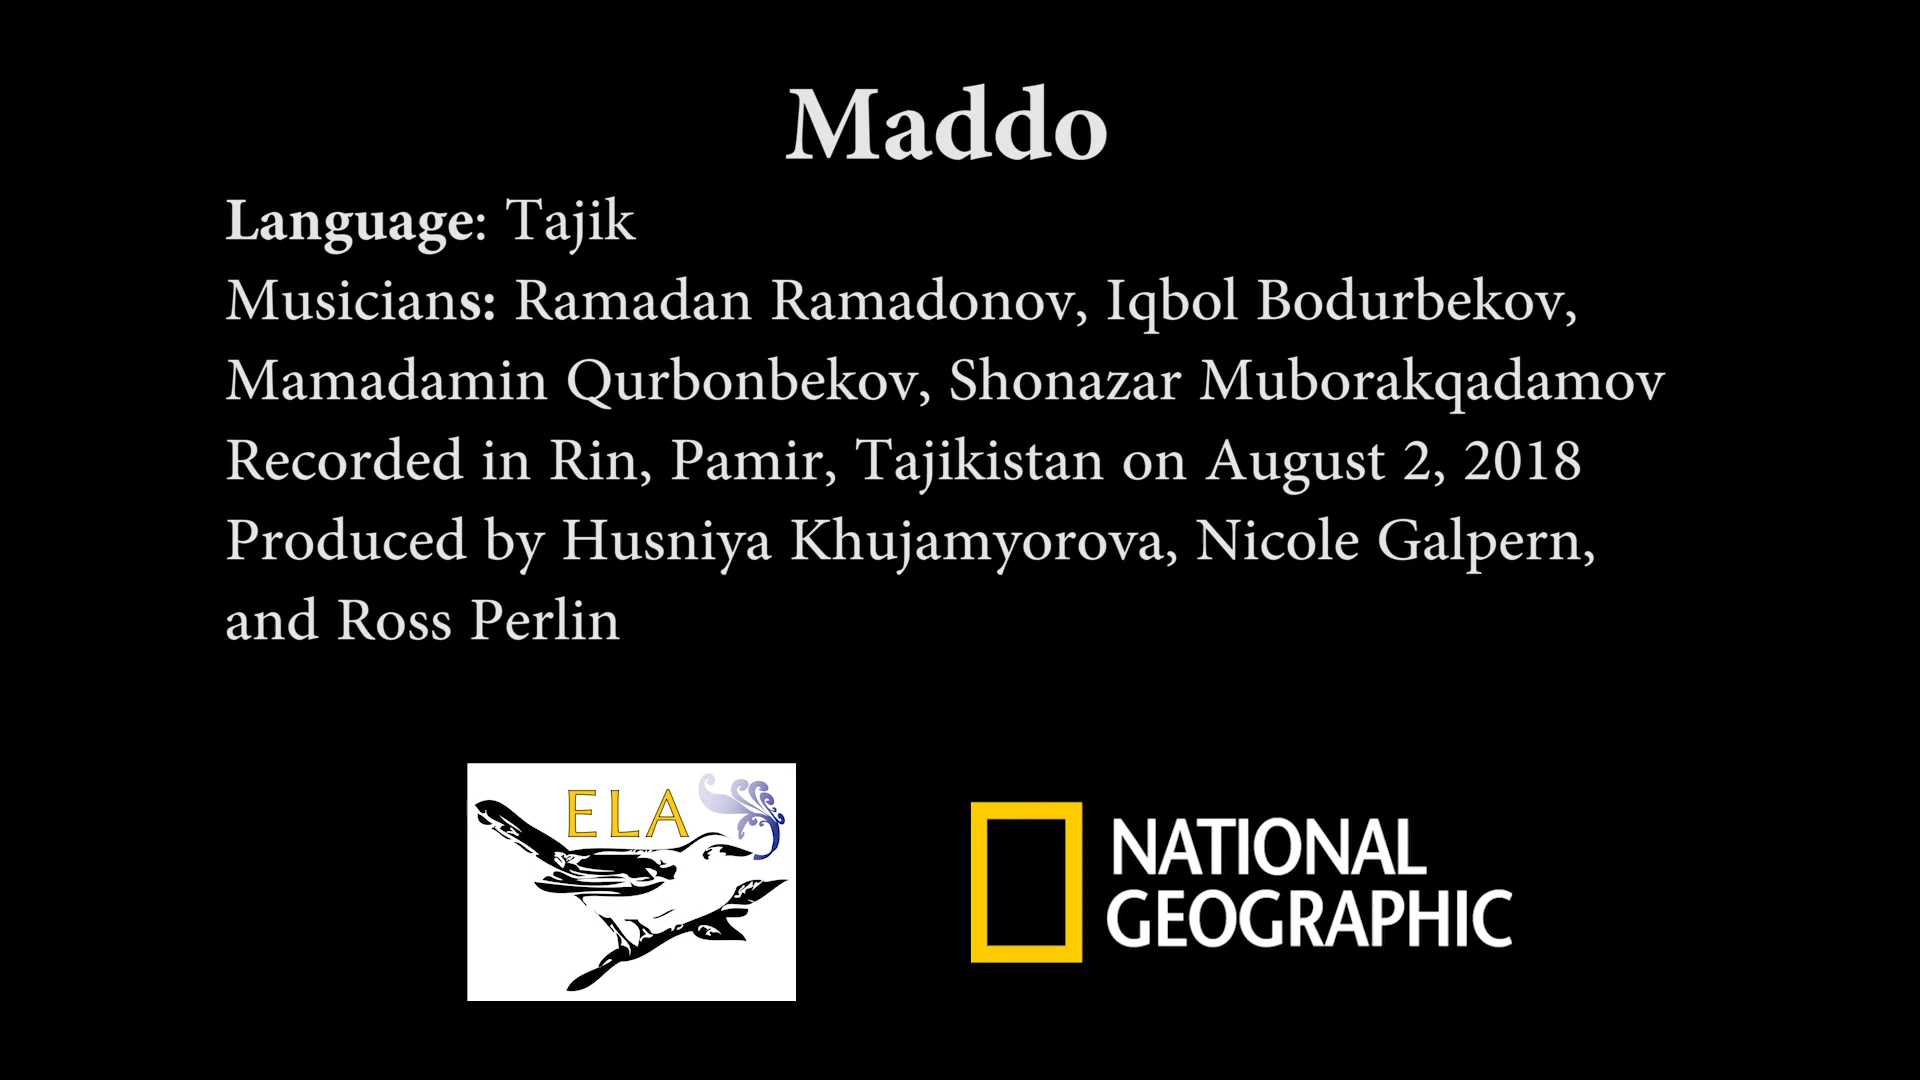 Maddo
Language: Tajik
Musicians: Ramadan Ramadonov, Iqbol Bodurbekov,
Mamadamin Qurbonbekov, Shonazar Muborakqadamov
Recorded in Rin, Pamir, Tajikistan on August 2, 2018
Produced by Husniya Khujamyorova, Nicole Galpern,
and Ross Perlin
ELA
NATIONAL
GEOGRAPHIC